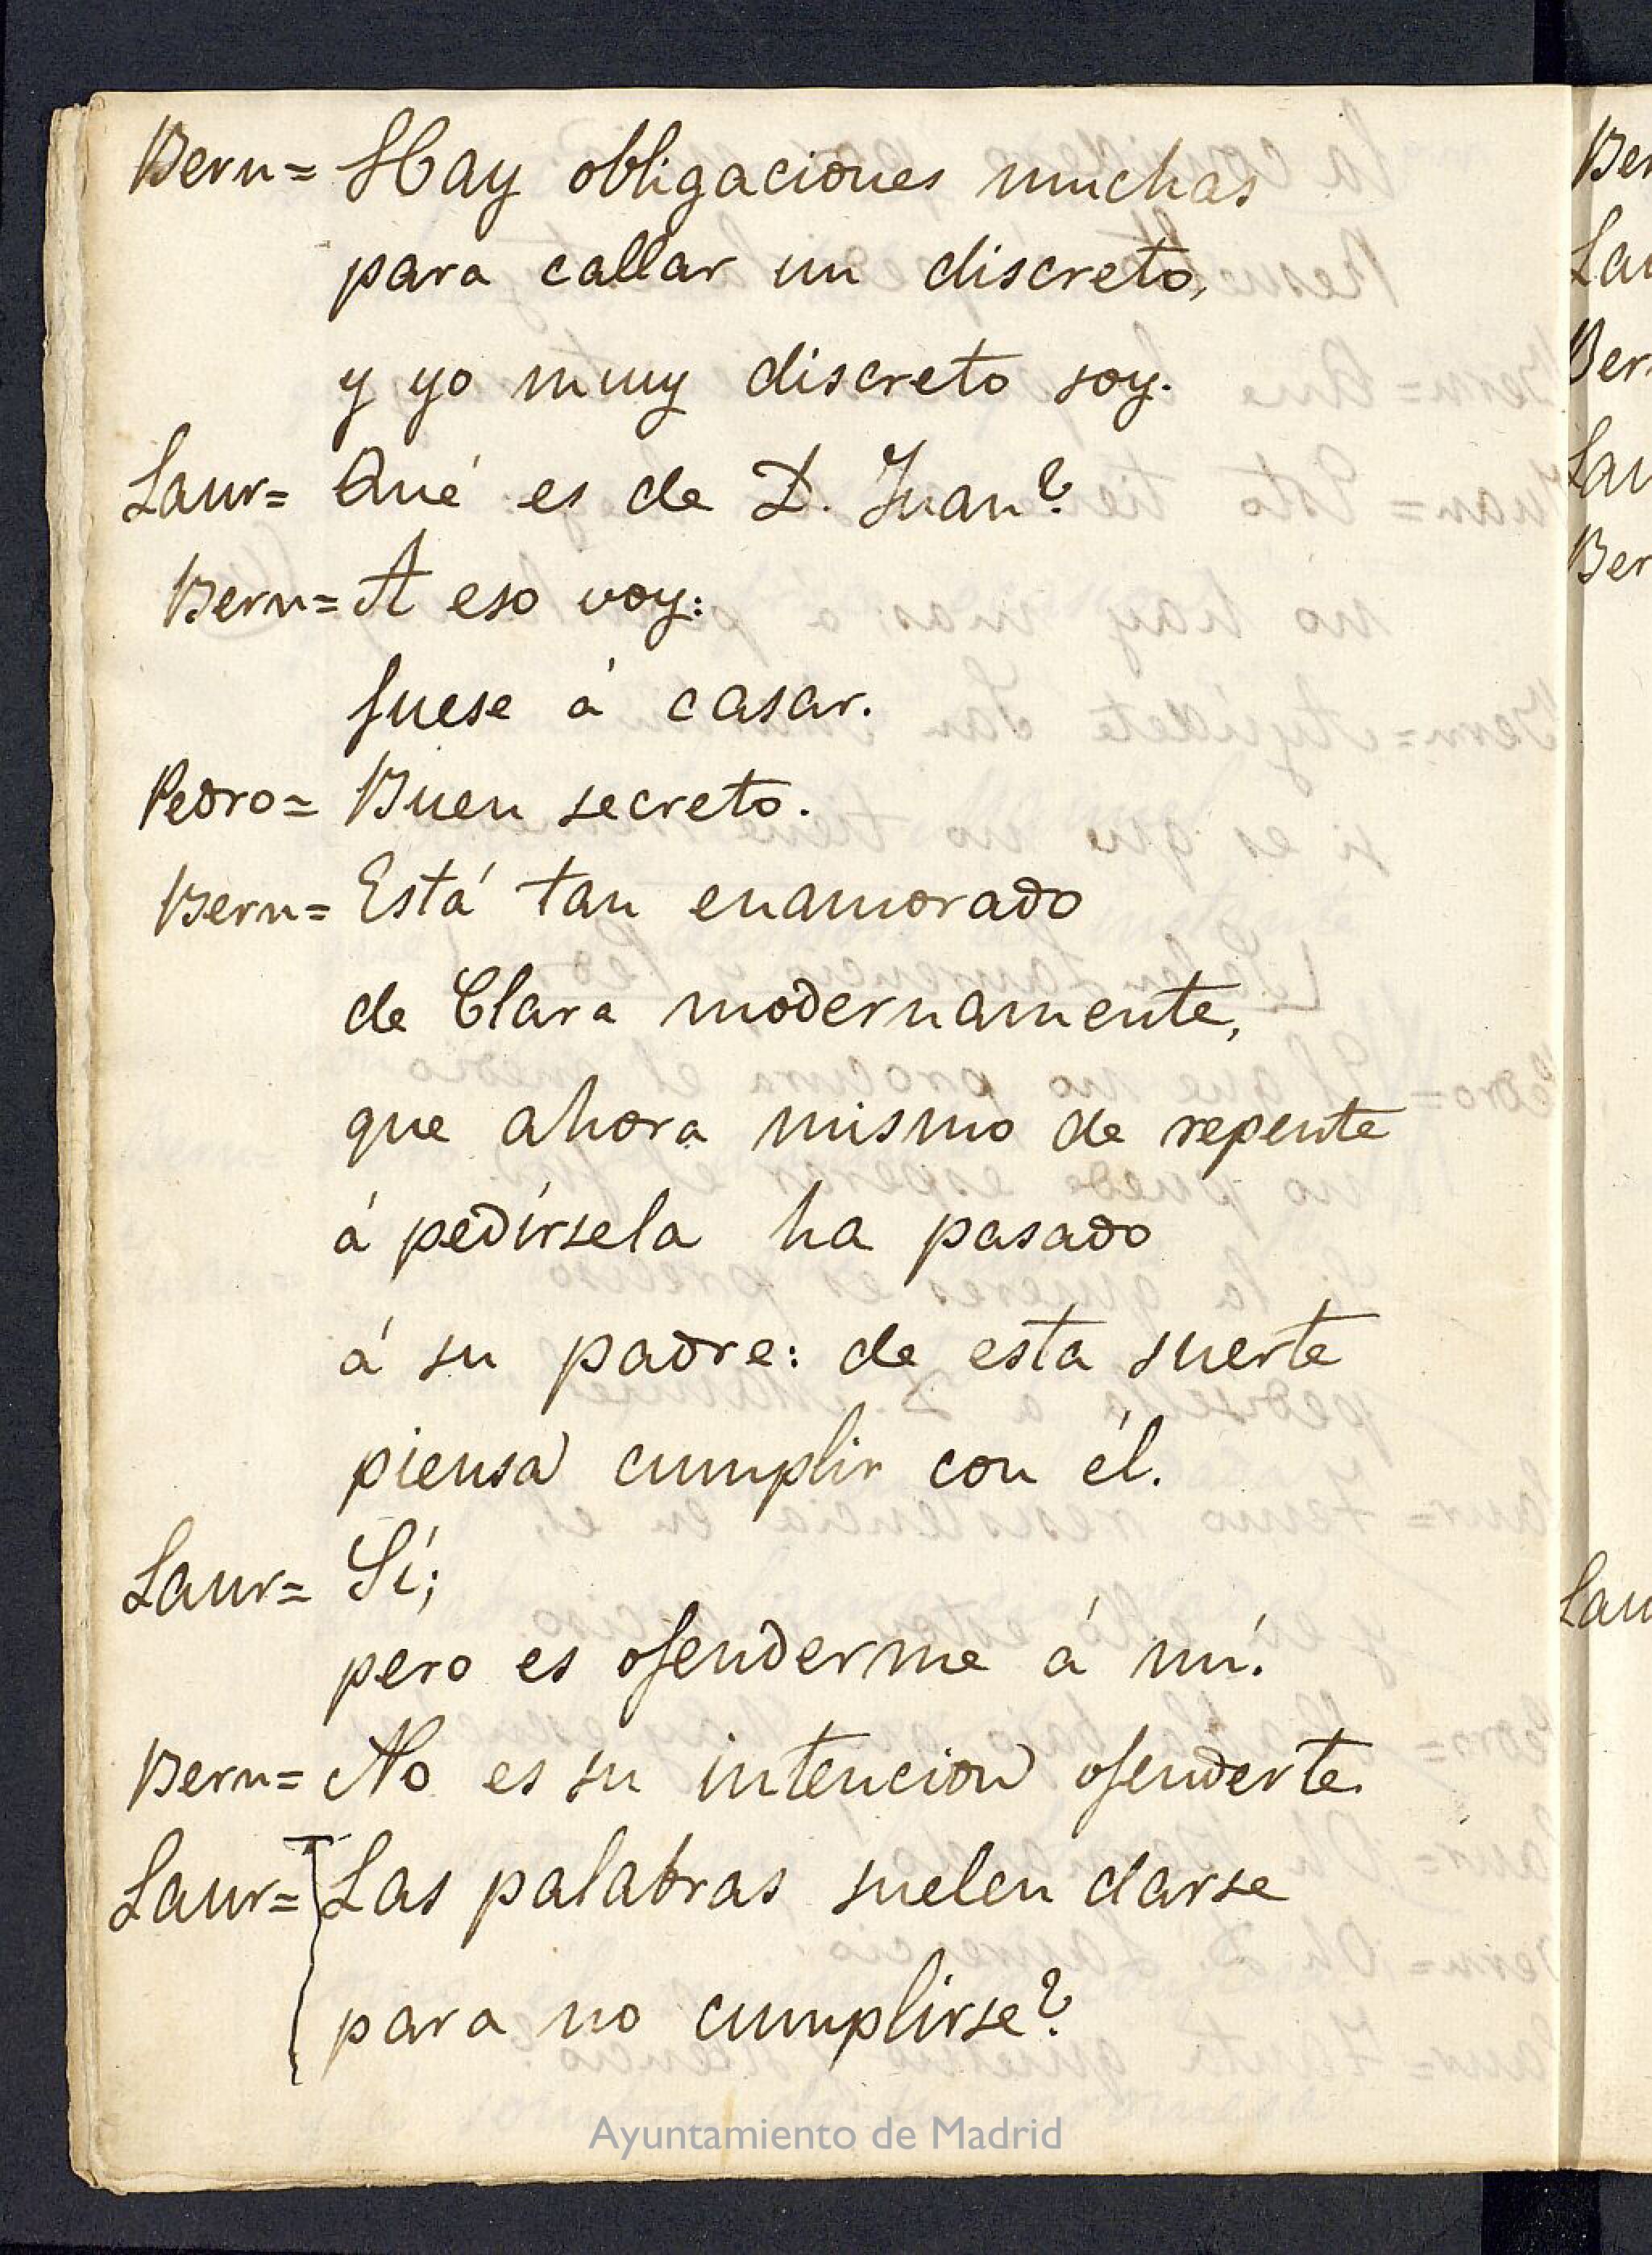 Bern= Hay obligaciones muchas
para callar un discreto,
y yo muy discreto soy.
Laur= Qué es de D. Juan?
Bern= A eso voy:
fuese á casar.
Pedro= Buen secreto.
Bern= Está tan enamorado
de Clara modernamente,
que ahora mismo de repente
á pedírsela ha pasado
á su padre: de esta suerte
piensa cumplir con él.
Laur= Sí;
pero es ofenderme á mí.
Bern= No es su intencion ofenderte.
Laur= Las palabras suelen darse
para no cumplirse?
Ayuntamiento de Madrid